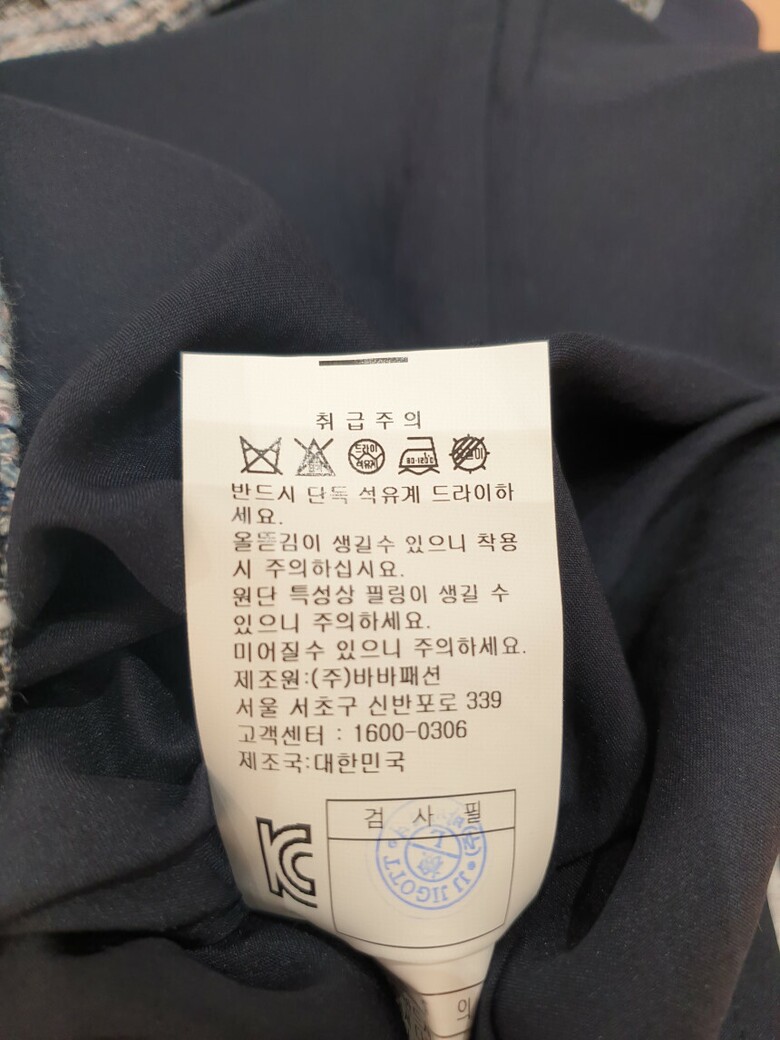 취급주의
드라이
석유계
80-120℃
반드시 단독 석유계 드라이하
세요.
올뜯김이 생길수 있으니 착용
시 주의하십시요.
원단 특성상 필링이 생길 수
있으니 주의하세요.
미어질수 있으니 주의하세요.
제조원:(주)바바패션
서울 서초구 신반포로 339
고객센터 : 1600-0306
제조국:대한민국
검 사 필
JJ JIGOTT
KC
의